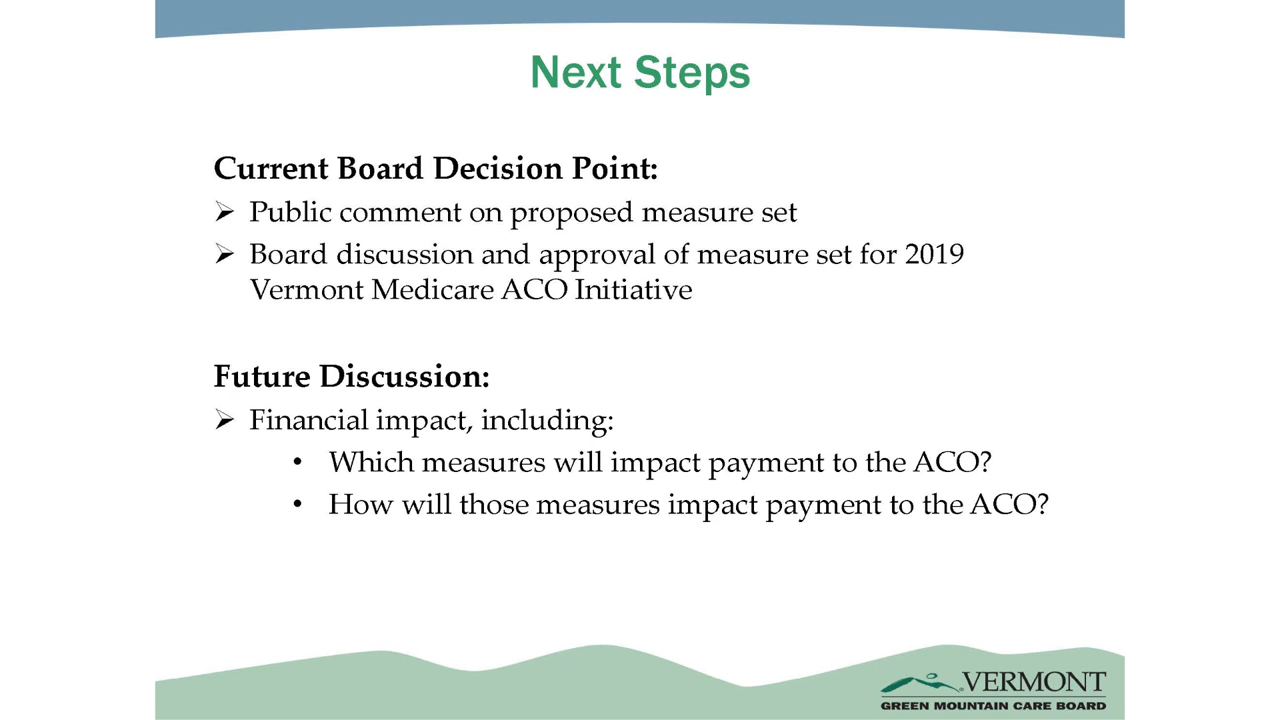 Next Steps
Current Board Decision Point:
➢ Public comment on proposed measure set
➢ Board discussion and approval of measure set for 2019
Vermont Medicare ACO Initiative
Future Discussion:
➢ Financial impact, including:
• Which measures will impact payment to the ACO?
• How will those measures impact payment to the ACO?
VERMONT
GREEN MOUNTAIN CARE BOARD